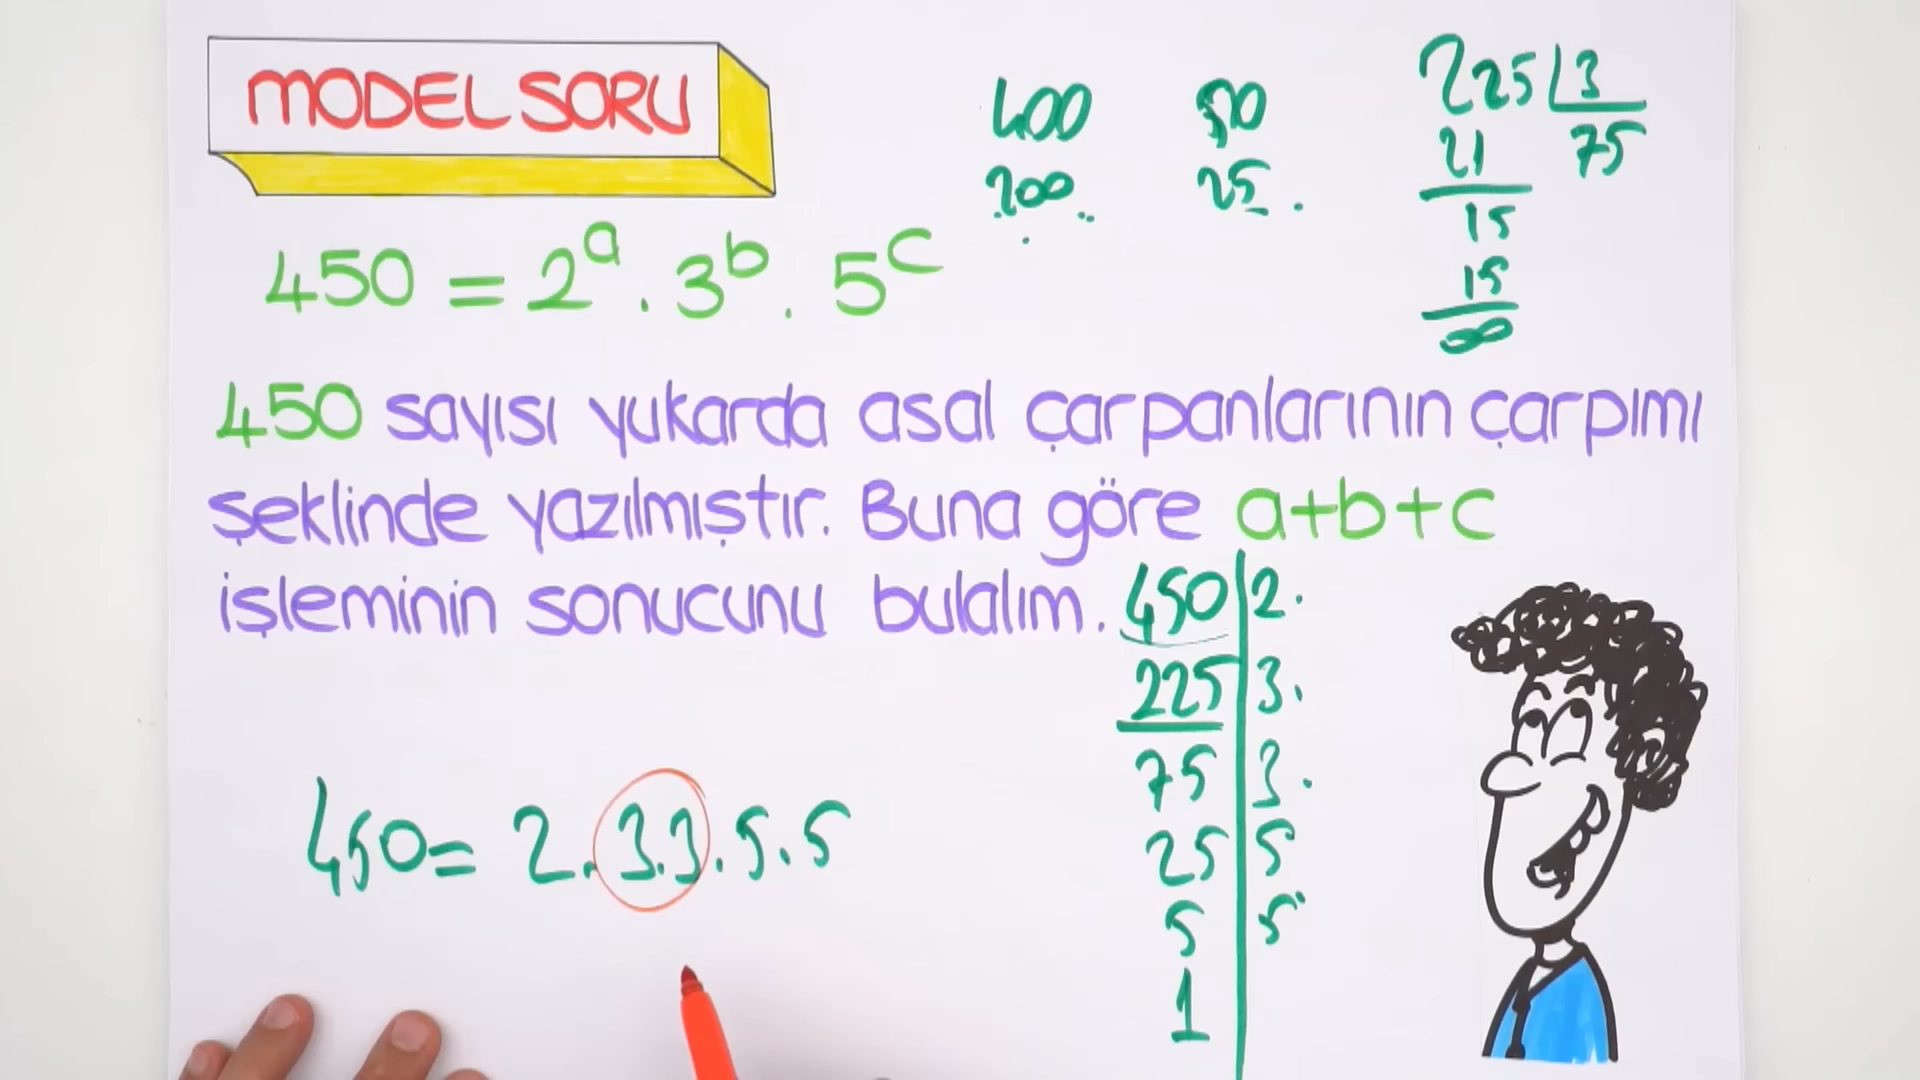 MODEL SORU
450 = 2^a . 3^b . 5^c
400 50
200 25
225 | 3
21 75
15
15
00
450 sayısı yukarda asal çarpanlarının çarpımı
şeklinde yazılmıştır. Buna göre a+b+c
işleminin sonucunu bulalım.
450 | 2
225 | 3
75 | 3
25 | 5
5 | 5
1
450 = 2.3.3.5.5